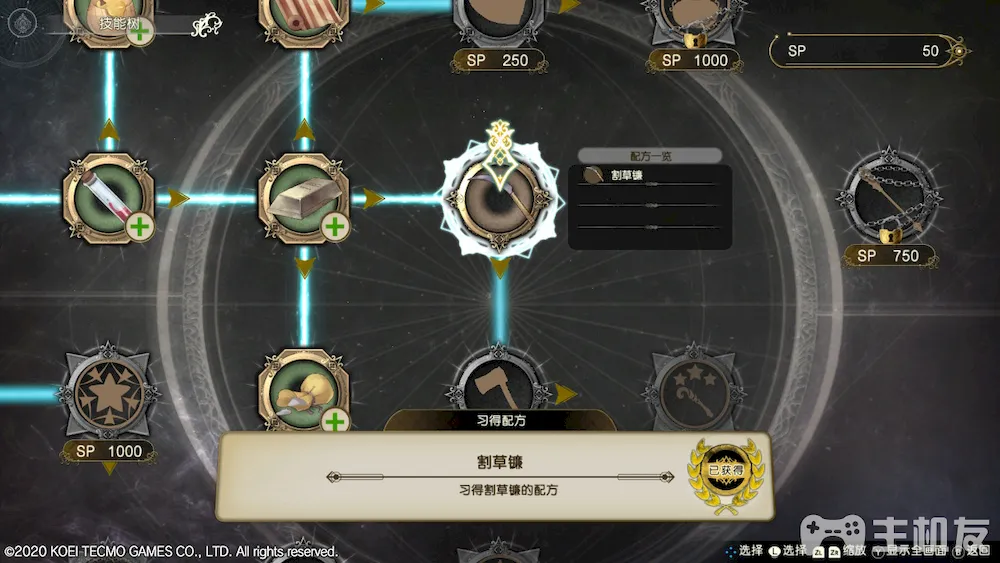 技能树
SP 250
SP 1000
SP 50
配方一览
割草镰
SP 750
SP 1000
习得配方
割草镰
已获得
习得割草镰的配方
©2020 KOEI TECMO GAMES CO., LTD. All rights reserved.
选择 L 选择 ZL ZR 缩放 Y 显示全画面 B 返回
主机友